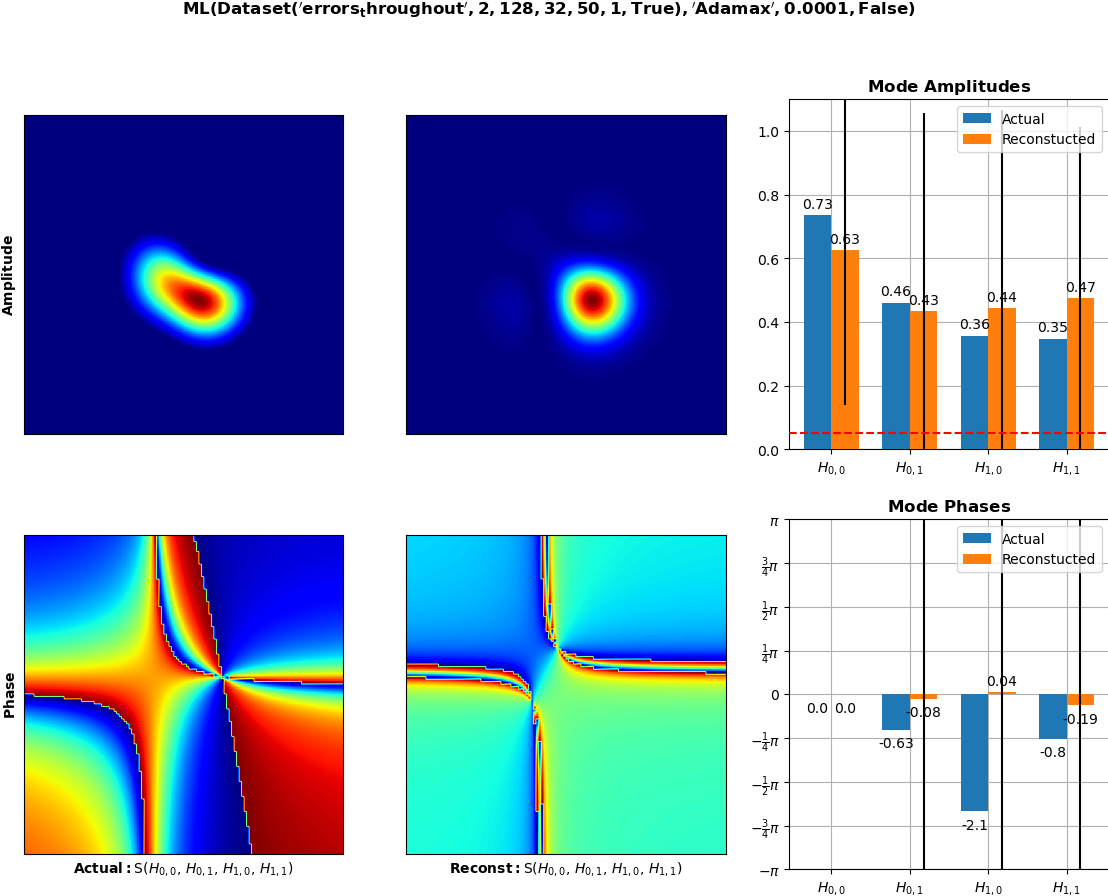 ML(Dataset('errors_throughout', 2, 128, 32, 50, 1, True), 'Adamax', 0.0001, False)
Mode Amplitudes
Amplitude
Actual
Reconstucted
1.0
0.8
0.6
0.4
0.2
0.0
0.73
0.63
0.46
0.43
0.36
0.44
0.35
0.47
H0,0
H0,1
H1,0
H1,1
Mode Phases
Phase
Actual
Reconstucted
π
3/4π
1/2π
1/4π
0
−1/4π
−1/2π
−3/4π
−π
0.0
0.0
-0.63
-0.08
-2.1
0.04
-0.8
-0.19
H0,0
H0,1
H1,0
H1,1
Actual: S(H0,0, H0,1, H1,0, H1,1)
Reconst: S(H0,0, H0,1, H1,0, H1,1)